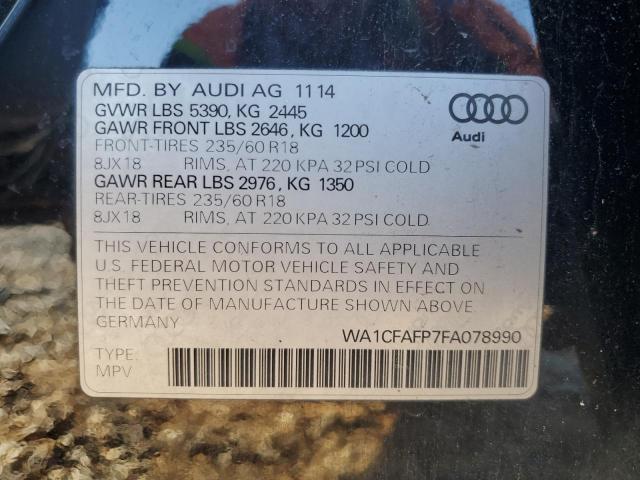 MFD. BY AUDI AG 11 14
GVWR LBS 5390, KG 2445
GAWR FRONT LBS 2646, KG 1200
FRONT-TIRES 235/60 R18
8JX18 RIMS, AT 220 KPA 32 PSI COLD
GAWR REAR LBS 2976, KG 1350
REAR-TIRES 235/60 R18
8JX18 RIMS, AT 220 KPA 32 PSI COLD
Audi
THIS VEHICLE CONFORMS TO ALL APPLICABLE
U.S. FEDERAL MOTOR VEHICLE SAFETY AND
THEFT PREVENTION STANDARDS IN EFFECT ON
THE DATE OF MANUFACTURE SHOWN ABOVE.
GERMANY
WA1CFAFP7FA078990
TYPE:
MPV